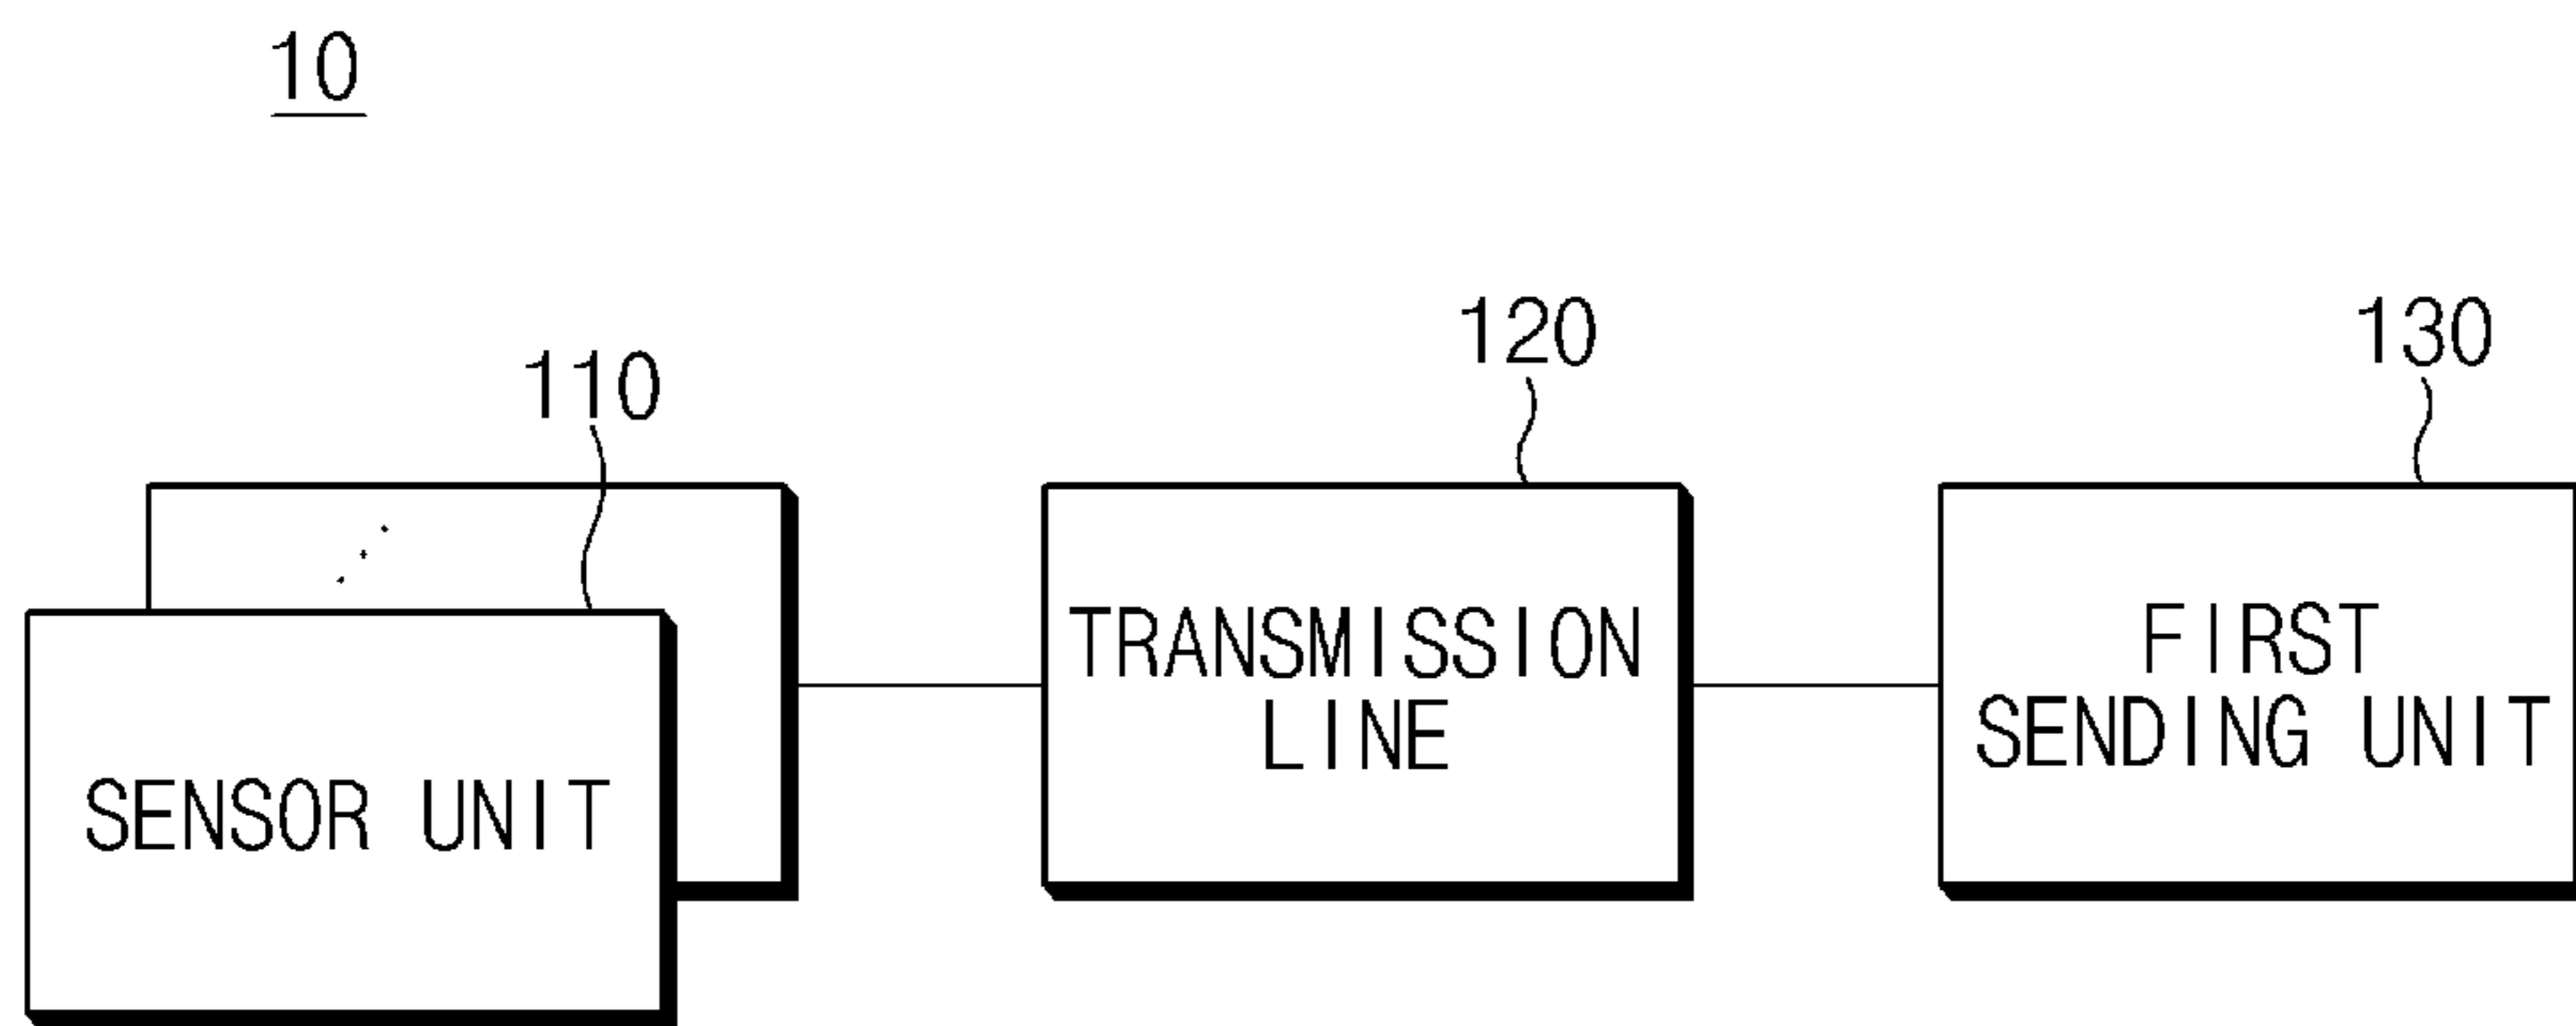 10
110
120
130
SENSOR UNIT
TRANSMISSION
LINE
FIRST
SENDING UNIT